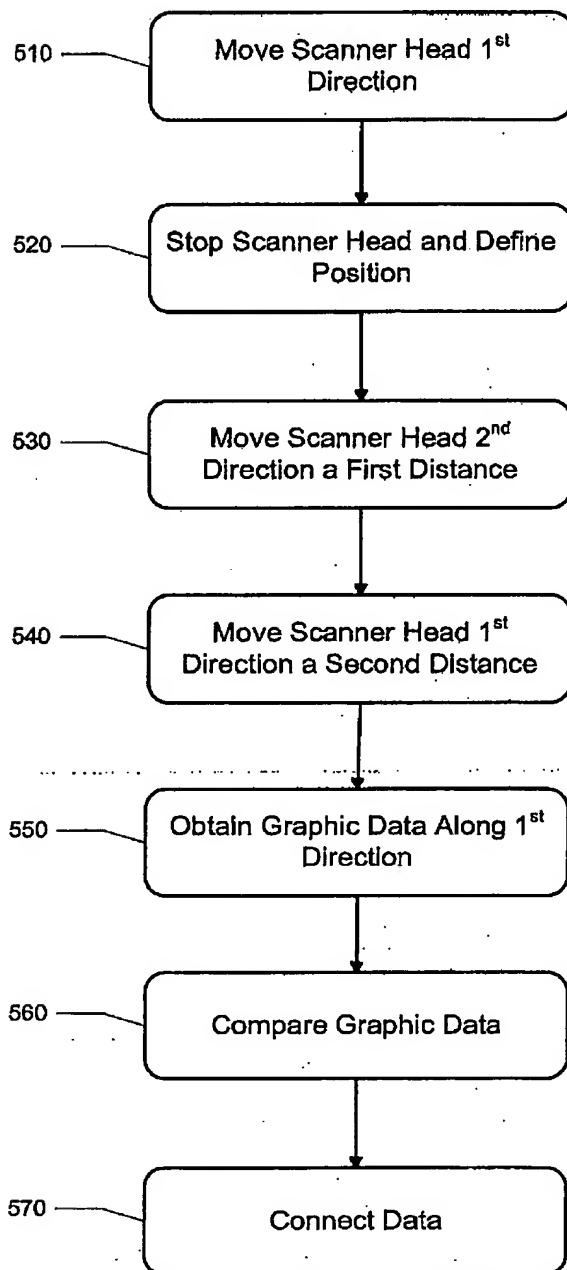 510
Move Scanner Head 1st
Direction
520
Stop Scanner Head and Define
Position
530
Move Scanner Head 2nd
Direction a First Distance
540
Move Scanner Head 1st
Direction a Second Distance
550
Obtain Graphic Data Along 1st
Direction
560
Compare Graphic Data
570
Connect Data